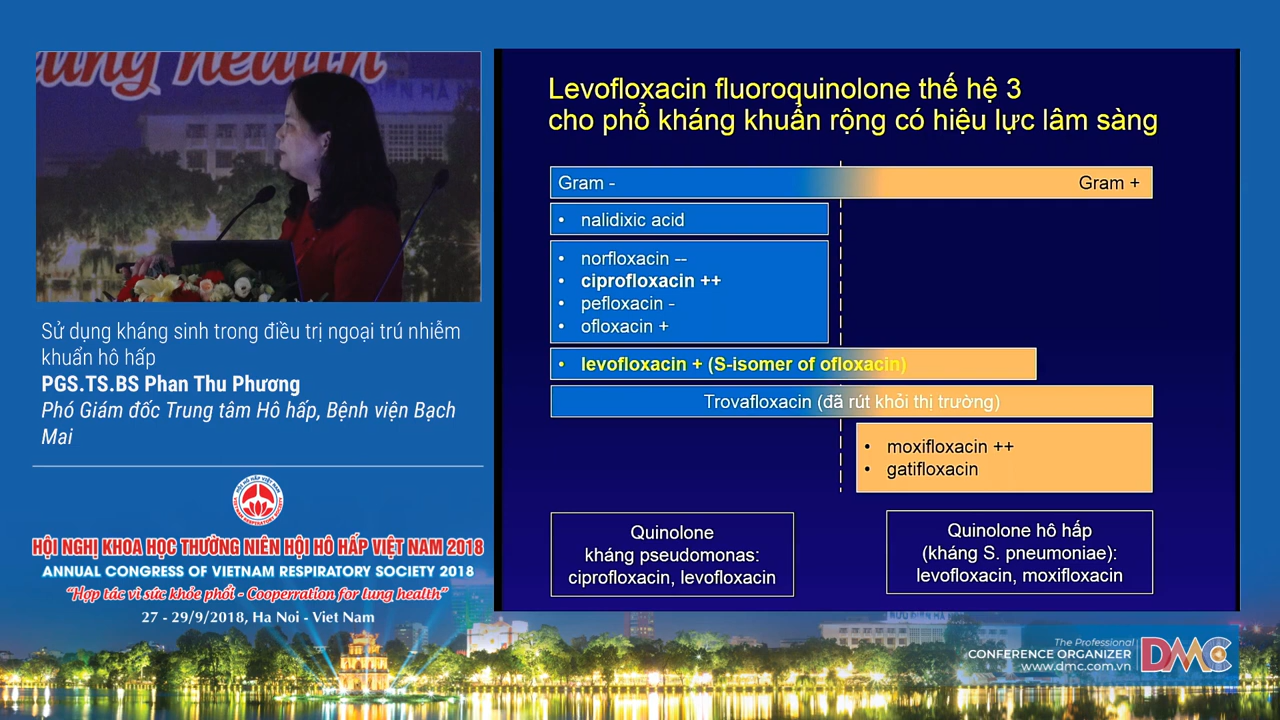 Lung health
Sử dụng kháng sinh trong điều trị ngoại trú nhiễm
khuẩn hô hấp
PGS.TS.BS Phan Thu Phương
Phó Giám đốc Trung tâm Hô hấp, Bệnh viện Bạch
Mai
HỘI NGHỊ KHOA HỌC THƯỜNG NIÊN HỘI HÔ HẤP VIỆT NAM 2018
ANNUAL CONGRESS OF VIETNAM RESPIRATORY SOCIETY 2018
“Hợp tác vì sức khỏe phổi - Cooperration for lung health”
27 - 29/9/2018, Ha Noi - Viet Nam
Levofloxacin fluoroquinolone thế hệ 3
cho phổ kháng khuẩn rộng có hiệu lực lâm sàng
Gram - Gram +
• nalidixic acid
• norfloxacin --
• ciprofloxacin ++
• pefloxacin -
• ofloxacin +
• levofloxacin + (S-isomer of ofloxacin)
Trovafloxacin (đã rút khỏi thị trường)
• moxifloxacin ++
• gatifloxacin
Quinolone
kháng pseudomonas:
ciprofloxacin, levofloxacin
Quinolone hô hấp
(kháng S. pneumoniae):
levofloxacin, moxifloxacin
The Professional
CONFERENCE ORGANIZER
www.dmc.com.vn
DMC